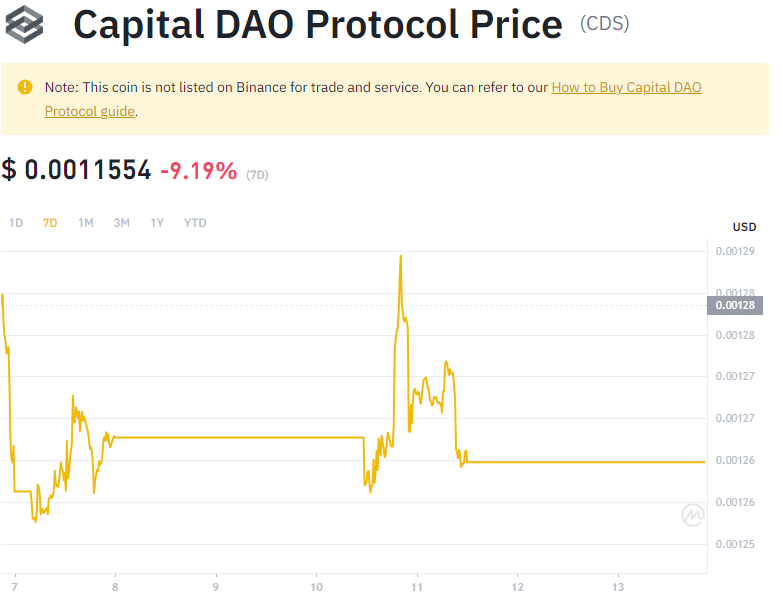 Capital DAO Protocol Price (CDS)
Note: This coin is not listed on Binance for trade and service. You can refer to our How to Buy Capital DAO
Protocol guide.
$ 0.0011554 -9.19% (7D)
1D 7D 1M 3M 1Y YTD
USD
0.00129
0.00128
0.00128
0.00128
0.00127
0.00127
0.00126
0.00126
0.00125
7 8 9 10 11 12 13